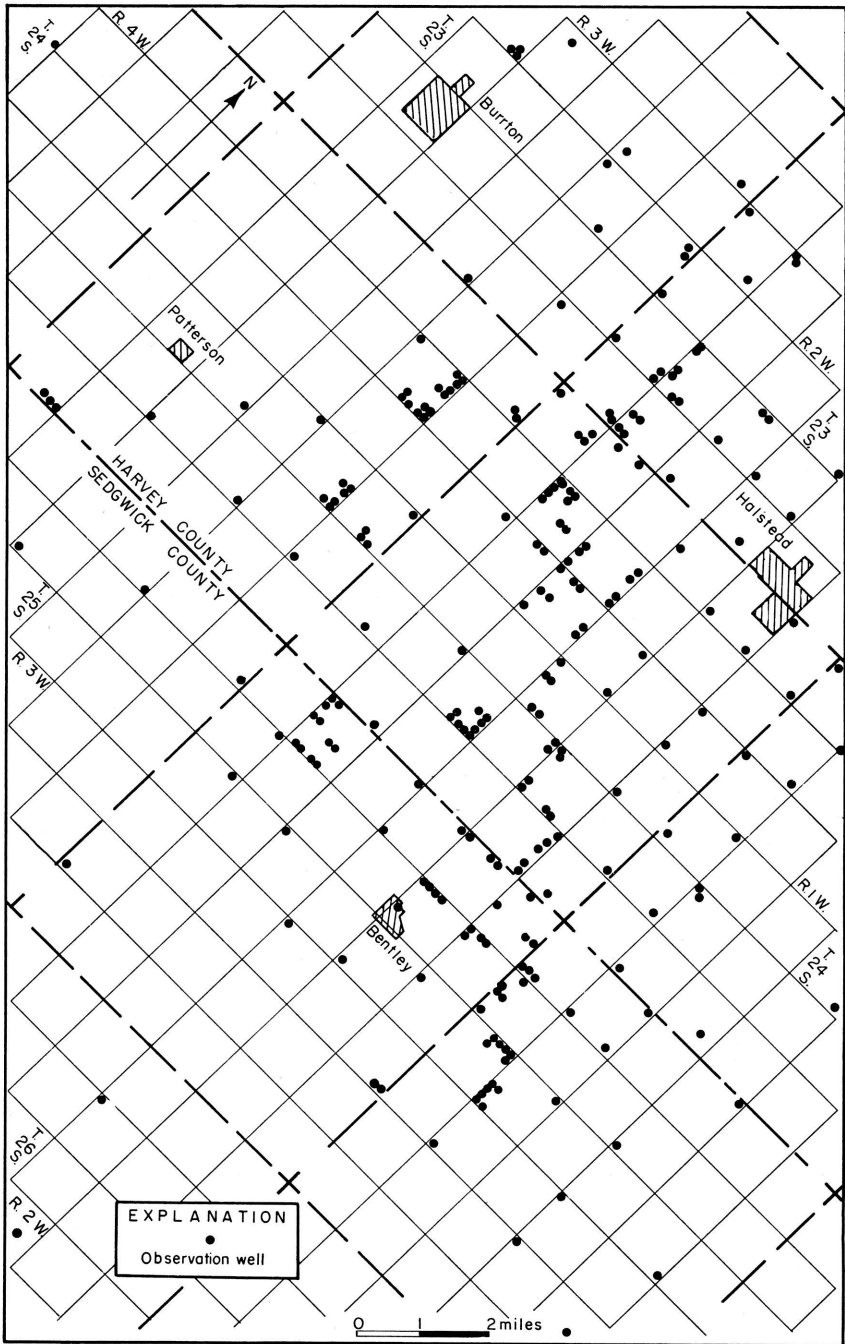 T.
24
S.
R. 4 W.
T.
23
S.
R. 3 W.
N
Burrton
Patterson
R. 2 W.
T.
23
S.
HARVEY COUNTY
SEDGWICK COUNTY
Halstead
T.
25
S
R. 3 W
Bentley
R. 1 W.
T.
24
S.
T.
26
S.
R. 2 W
EXPLANATION
Observation well
0 1 2 miles